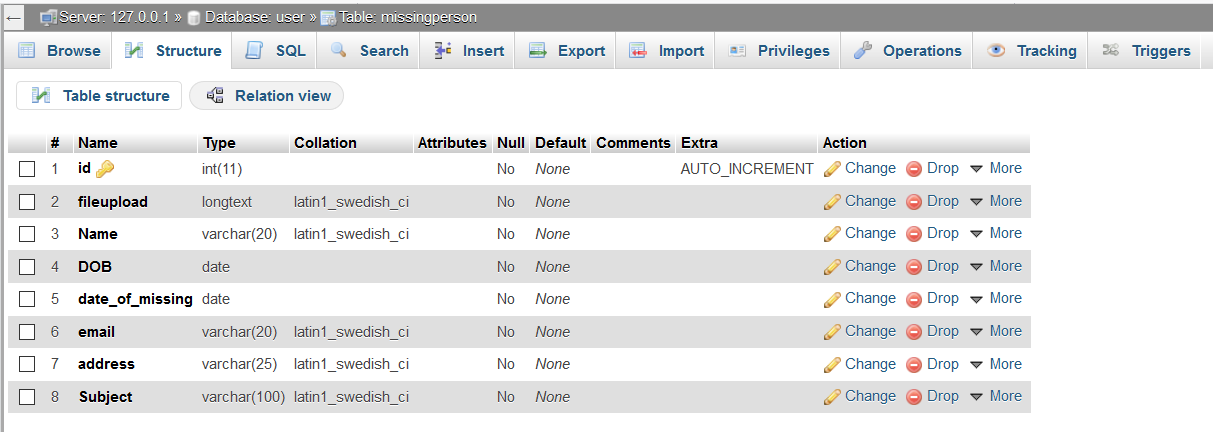 Server: 127.0.0.1 » Database: user » Table: missingperson
Browse Structure SQL Search Insert Export Import Privileges Operations Tracking Triggers
Table structure Relation view
# Name Type Collation Attributes Null Default Comments Extra Action
1 id int(11) No None AUTO_INCREMENT Change Drop More
2 fileupload longtext latin1_swedish_ci No None Change Drop More
3 Name varchar(20) latin1_swedish_ci No None Change Drop More
4 DOB date No None Change Drop More
5 date_of_missing date No None Change Drop More
6 email varchar(20) latin1_swedish_ci No None Change Drop More
7 address varchar(25) latin1_swedish_ci No None Change Drop More
8 Subject varchar(100) latin1_swedish_ci No None Change Drop More